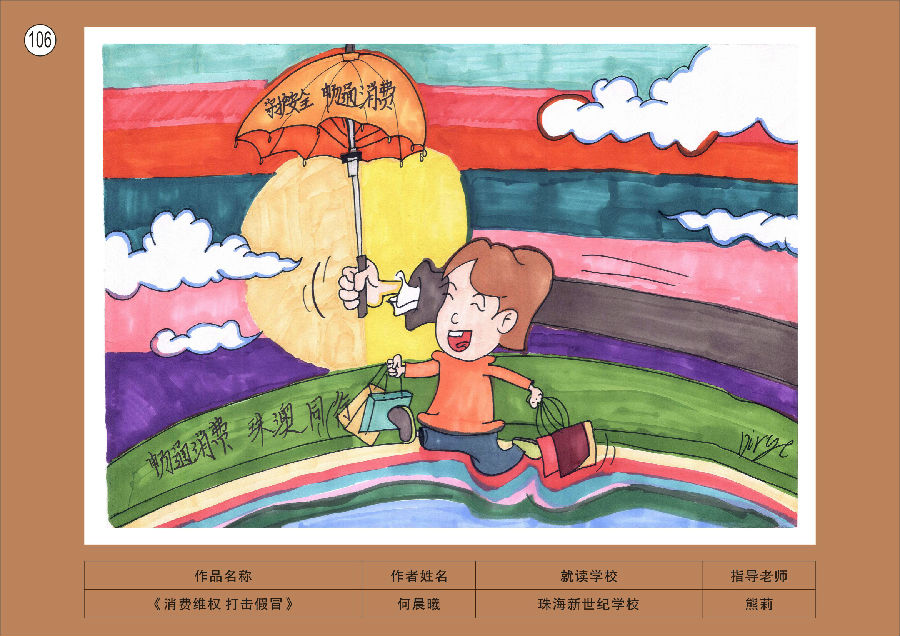 106
守护安全 畅通消费
畅通消费 珠澳同行
作品名称 作者姓名 就读学校 指导老师
《消费维权 打击假冒》 何晨曦 珠海新世纪学校 熊莉